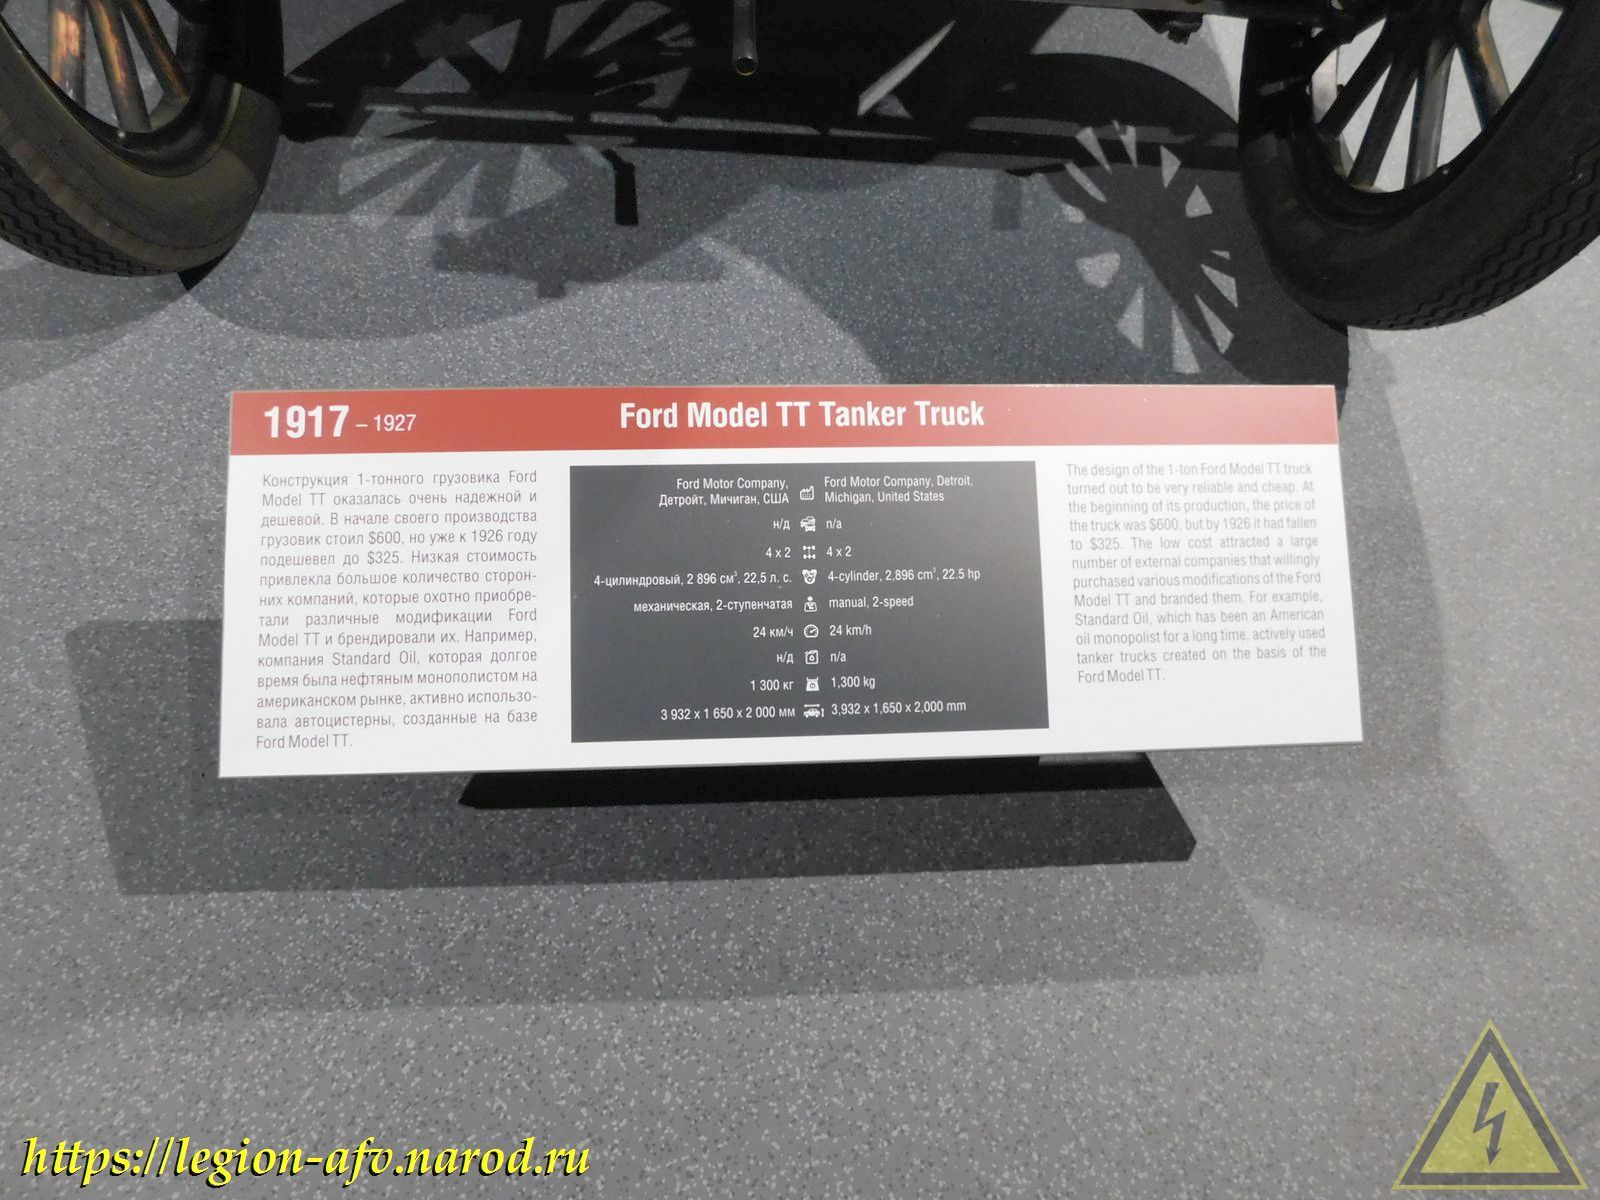 1917 – 1927
Ford Model TT Tanker Truck
Конструкция 1-тонного грузовика Ford
Model TT оказалась очень надежной и
дешевой. В начале своего производства
грузовик стоил $600, но уже к 1926 году
подешевел до $325. Низкая стоимость
привлекла большое количество сторон-
них компаний, которые охотно приобре-
тали различные модификации Ford
Model TT и брендировали их. Например,
компания Standard Oil, которая долгое
время была нефтяным монополистом на
американском рынке, активно использо-
вала автоцистерны, созданные на базе
Ford Model TT.
Ford Motor Company,
Детройт, Мичиган, США
Ford Motor Company, Detroit,
Michigan, United States
н/д n/a
4 x 2 4 x 2
4-цилиндровый, 2 896 см³, 22,5 л. с. 4-cylinder, 2,896 cm³, 22.5 hp
механическая, 2-ступенчатая manual, 2-speed
24 км/ч 24 km/h
н/д n/a
1 300 кг 1,300 kg
3 932 x 1 650 x 2 000 мм 3,932 x 1,650 x 2,000 mm
The design of the 1-ton Ford Model TT truck
turned out to be very reliable and cheap. At
the beginning of its production, the price of
the truck was $600, but by 1926 it had fallen
to $325. The low cost attracted a large
number of external companies that willingly
purchased various modifications of the Ford
Model TT and branded them. For example,
Standard Oil, which has been an American
oil monopolist for a long time, actively used
tanker trucks created on the basis of the
Ford Model TT.
https://legion-afv.narod.ru